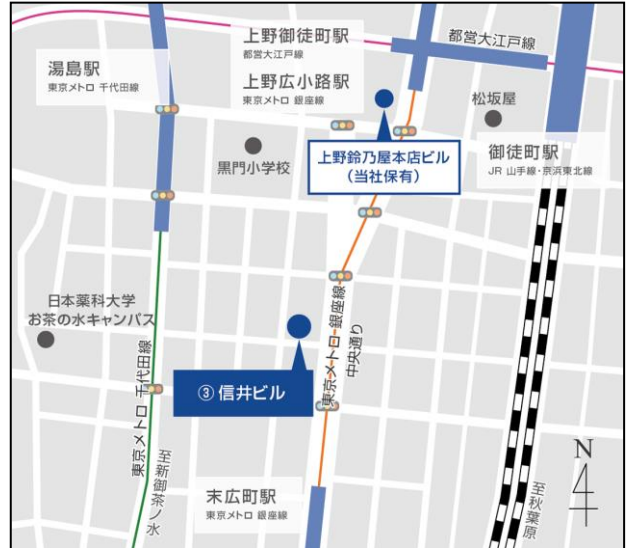 上野御徒町駅
都営大江戸線
上野広小路駅
東京メトロ 銀座線
都営大江戸線
湯島駅
東京メトロ 千代田線
松坂屋
御徒町駅
JR 山手線・京浜東北線
黒門小学校
上野鈴乃屋本店ビル
(当社保有)
日本薬科大学
お茶の水キャンパス
東京メトロ 銀座線
中央通り
③ 信井ビル
東京メトロ 千代田線
至新御茶ノ水
末広町駅
東京メトロ 銀座線
N
至秋葉原